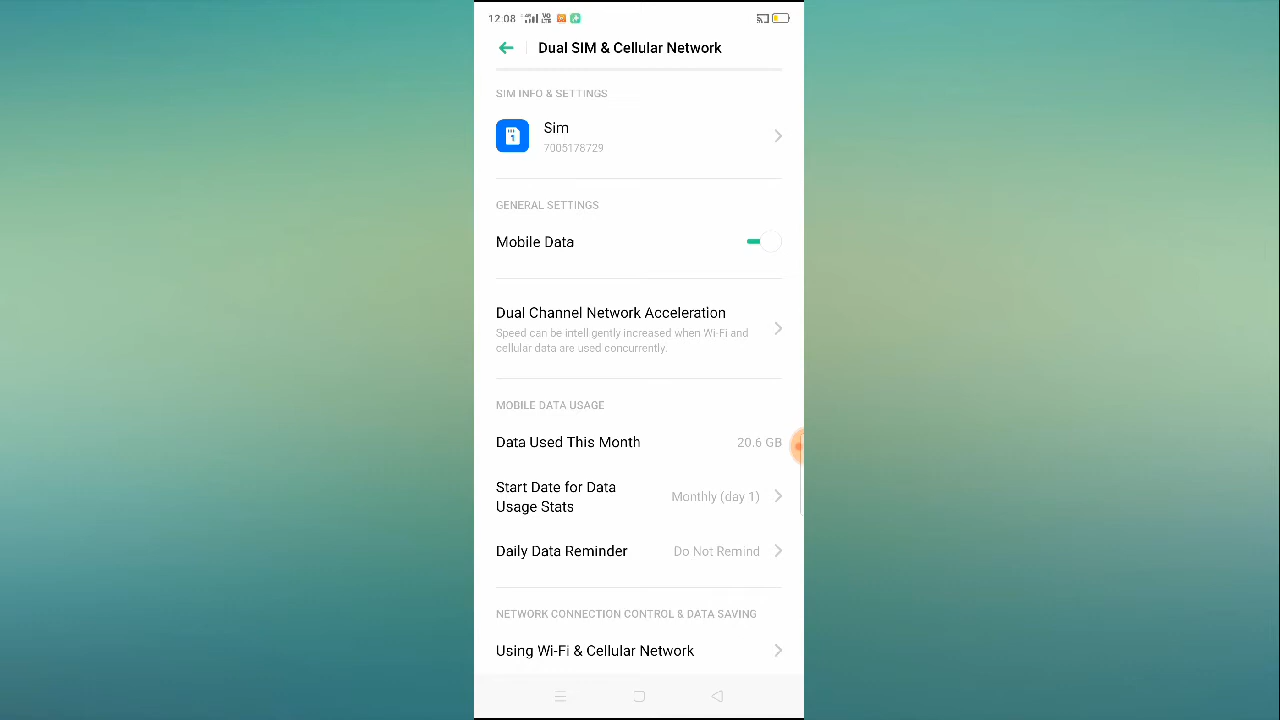 12:08
Dual SIM & Cellular Network
SIM INFO & SETTINGS
Sim
7005178729
GENERAL SETTINGS
Mobile Data
Dual Channel Network Acceleration
Speed can be intell gently increased when Wi-Fi and
cellular data are used concurrently.
MOBILE DATA USAGE
Data Used This Month 20.6 GB
Start Date for Data
Usage Stats
Monthly (day 1)
Daily Data Reminder Do Not Remind
NETWORK CONNECTION CONTROL & DATA SAVING
Using Wi-Fi & Cellular Network